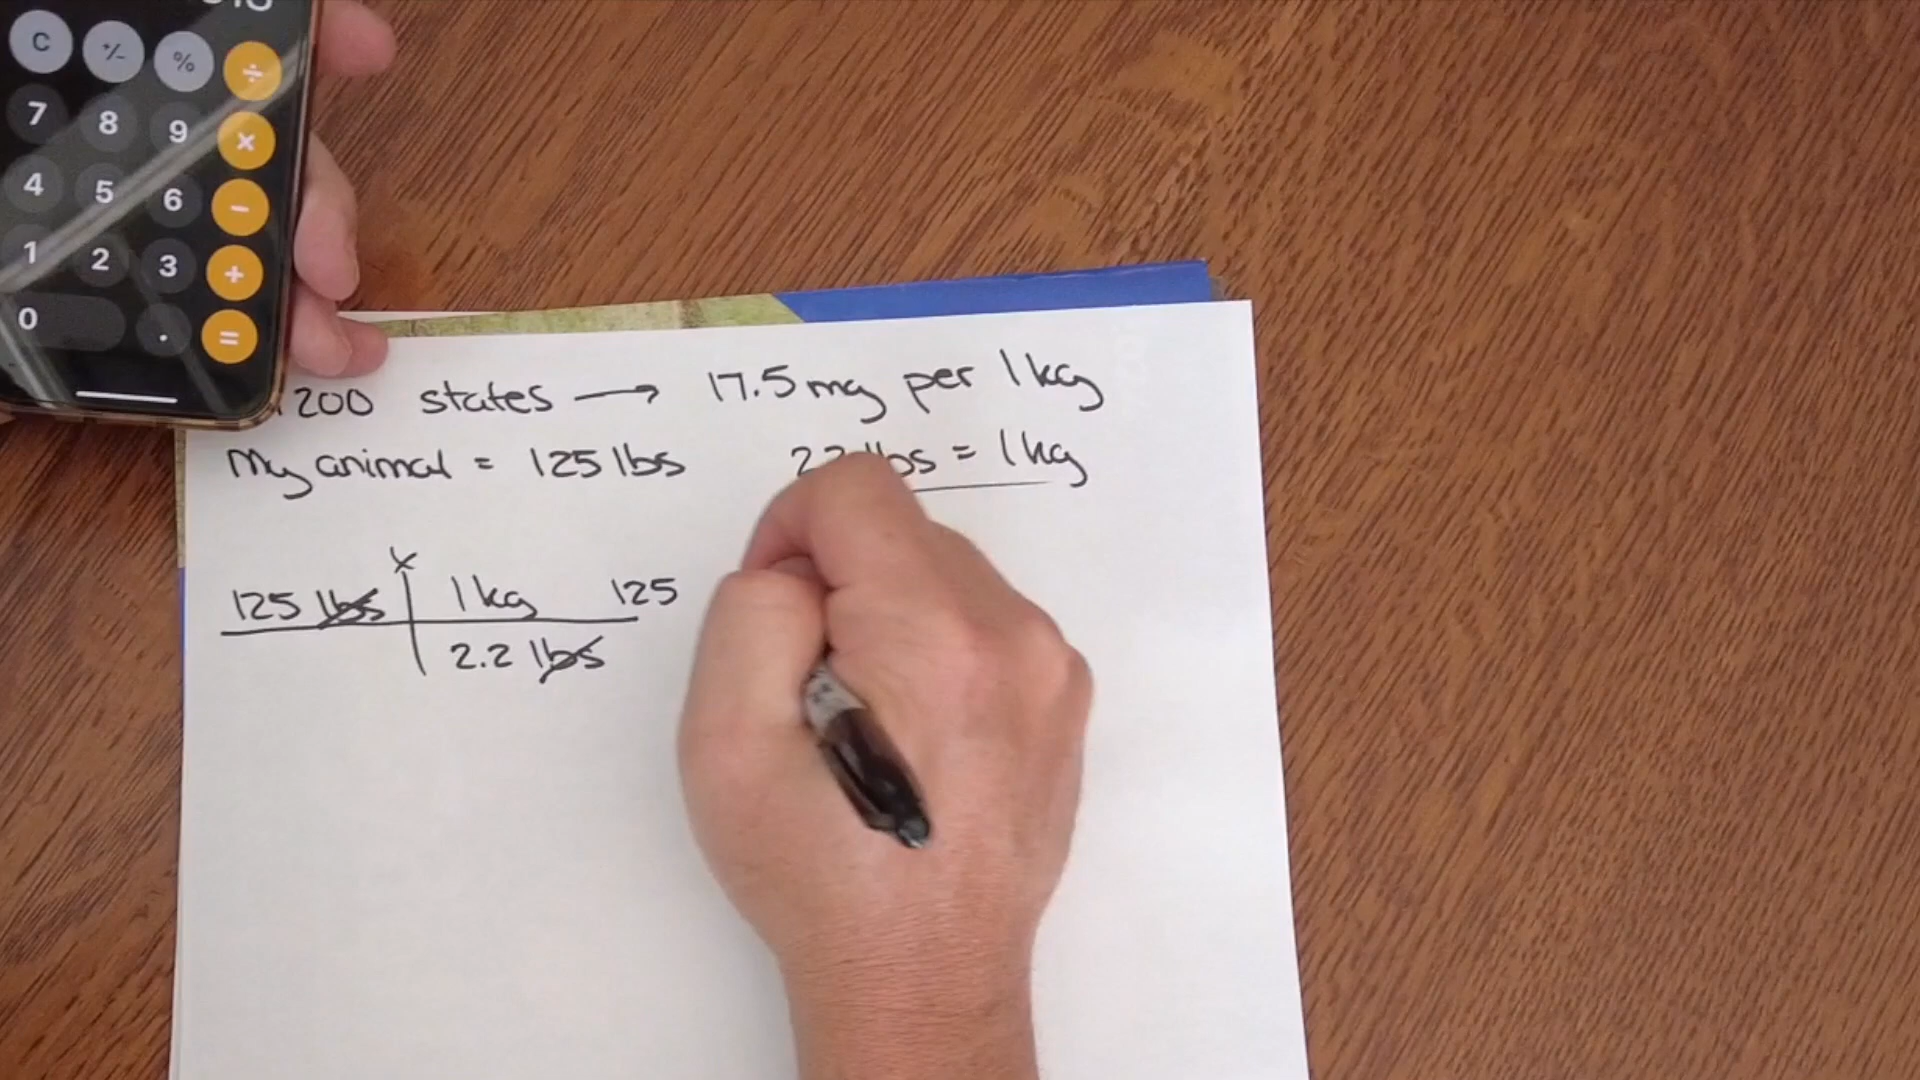 C +/- % ÷
7 8 9 ×
4 5 6 −
1 2 3 +
0 . =
200 states → 17.5 mg per 1 kg
My animal = 125 lbs
lbs = 1 kg
x
125 lbs | 1 kg 125
2.2 lbs